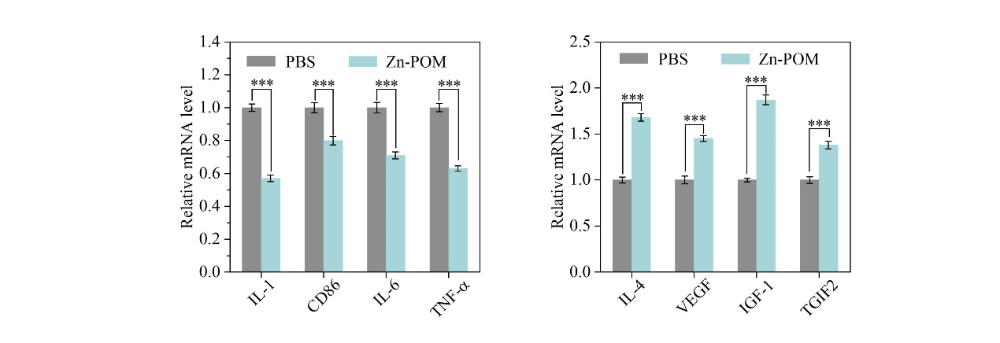 1.4
1.2
1.0
0.8
0.6
0.4
0.2
0.0
Relative mRNA level
PBS
Zn-POM
***
***
***
***
IL-1
CD86
IL-6
TNF-α
2.5
2.0
1.5
1.0
0.5
0.0
Relative mRNA level
PBS
Zn-POM
***
***
***
***
IL-4
VEGF
IGF-1
TGIF2